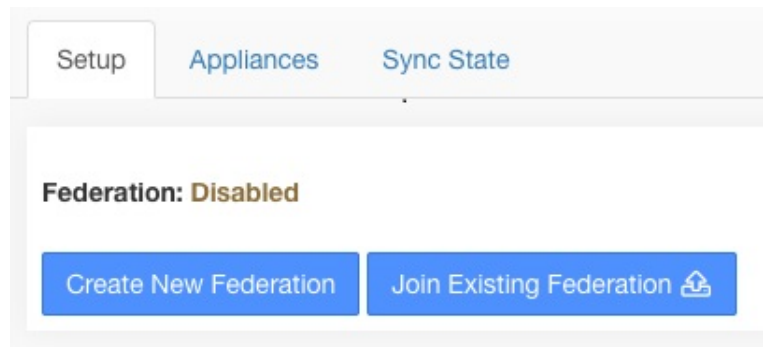 Setup Appliances Sync State
Federation: Disabled
Create New Federation Join Existing Federation